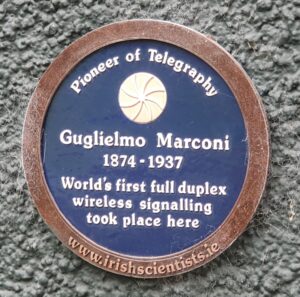 Pioneer of Telegraphy
Guglielmo Marconi
1874 - 1937
World's first full duplex
wireless signalling
took place here
www.irishscientists.ie